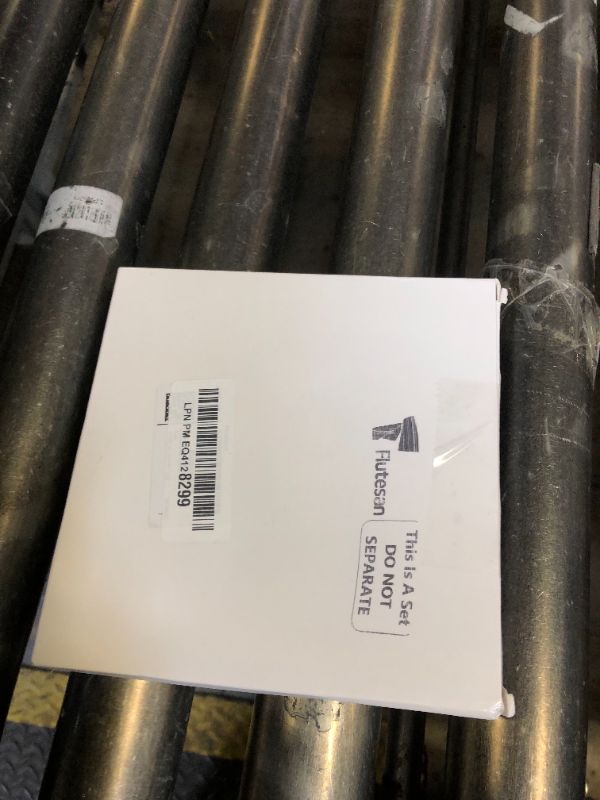 Flutesan
This is A Set
DO NOT
SEPARATE
LPN PM EQ4128299